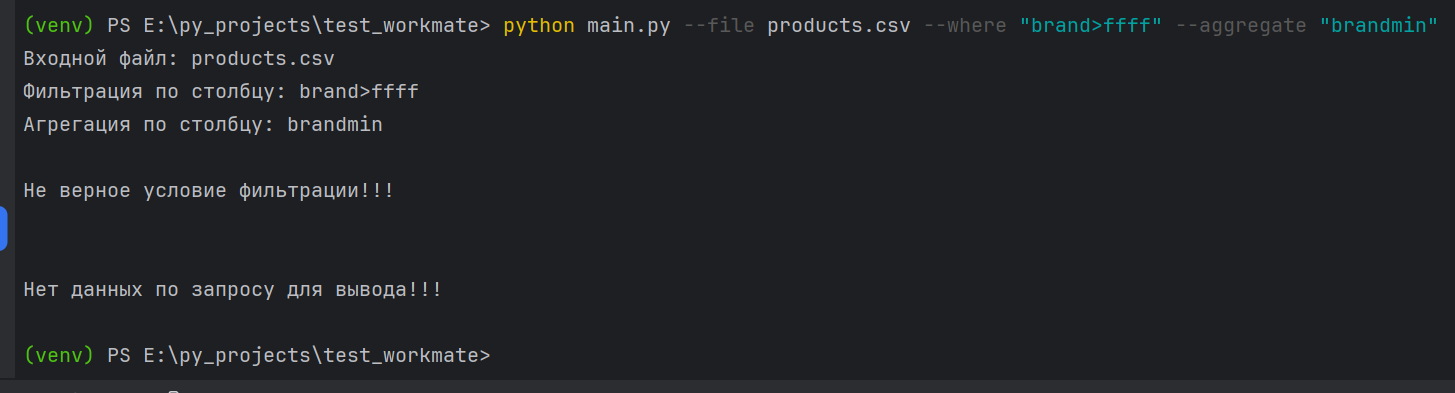 (venv) PS E:\py_projects\test_workmate> python main.py --file products.csv --where "brand>ffff" --aggregate "brandmin"
Входной файл: products.csv
Фильтрация по столбцу: brand>ffff
Агрегация по столбцу: brandmin
Не верное условие фильтрации!!!
Нет данных по запросу для вывода!!!
(venv) PS E:\py_projects\test_workmate>